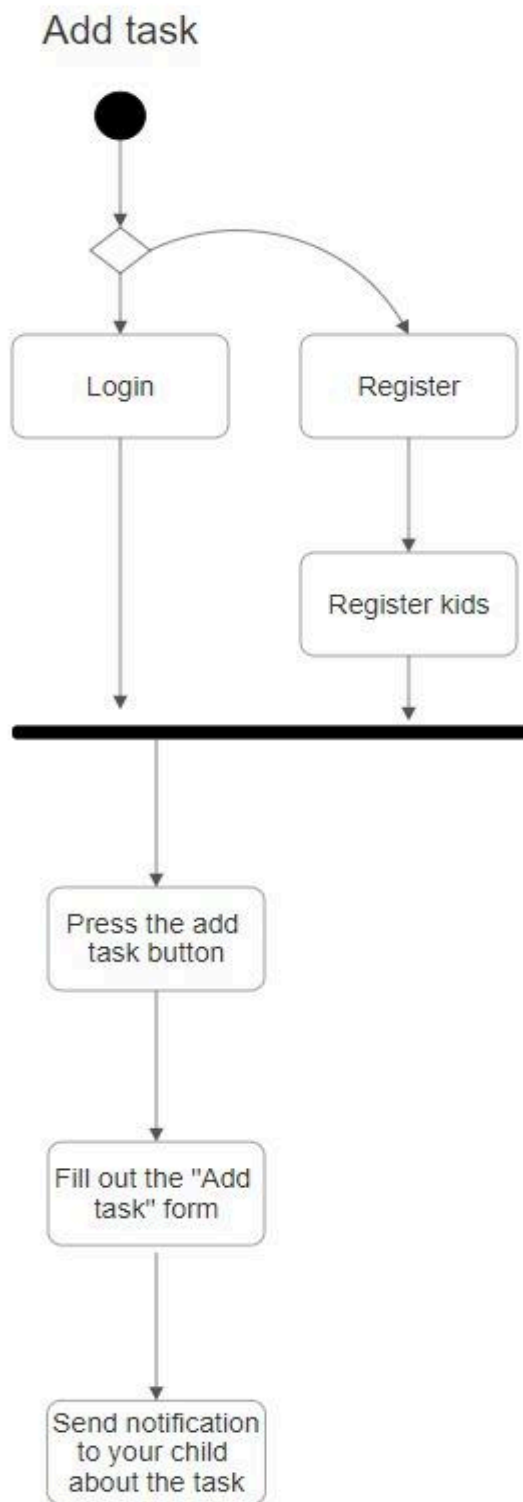 Add task
Login
Register
Register kids
Press the add
task button
Fill out the "Add
task" form
Send notification
to your child
about the task